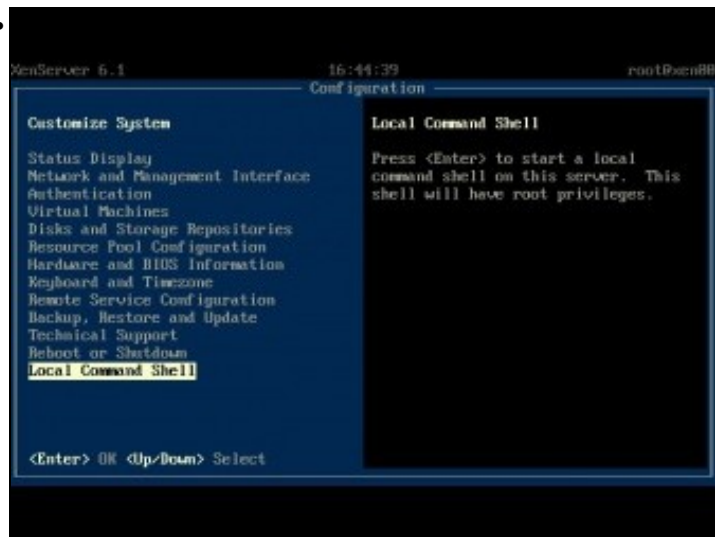 XenServer 6.1 16:44:39 root@xen00
Configuration
Customize System
Status Display
Network and Management Interface
Authentication
Virtual Machines
Disks and Storage Repositories
Resource Pool Configuration
Hardware and BIOS Information
Keyboard and Timezone
Remote Service Configuration
Backup, Restore and Update
Technical Support
Reboot or Shutdown
Local Command Shell
<Enter> OK <Up/Down> Select
Local Command Shell
Press <Enter> to start a local
command shell on this server. This
shell will have root privileges.